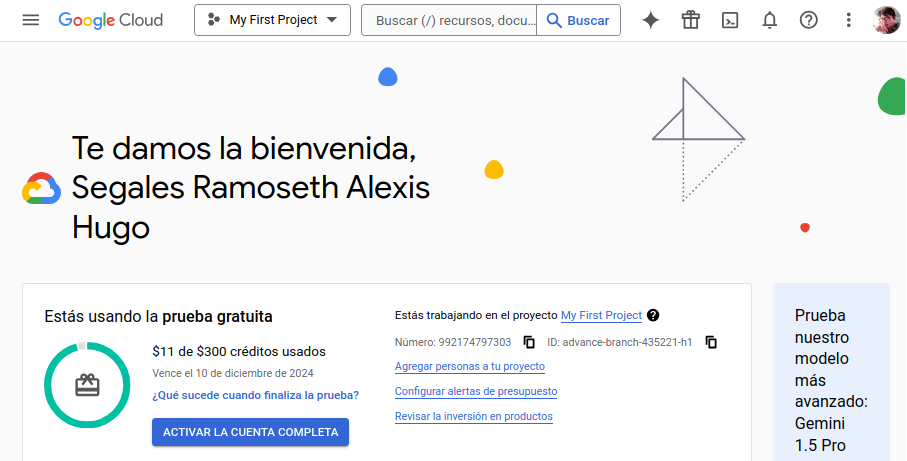 Google Cloud
My First Project
Buscar (/) recursos, docu...
Buscar
Te damos la bienvenida,
Segales Ramoseth Alexis
Hugo
Estás usando la prueba gratuita
$11 de $300 créditos usados
Vence el 10 de diciembre de 2024
¿Qué sucede cuando finaliza la prueba?
ACTIVAR LA CUENTA COMPLETA
Estás trabajando en el proyecto My First Project
Número: 992174797303 ID: advance-branch-435221-h1
Agregar personas a tu proyecto
Configurar alertas de presupuesto
Revisar la inversión en productos
Prueba
nuestro
modelo
más
avanzado:
Gemini
1.5 Pro